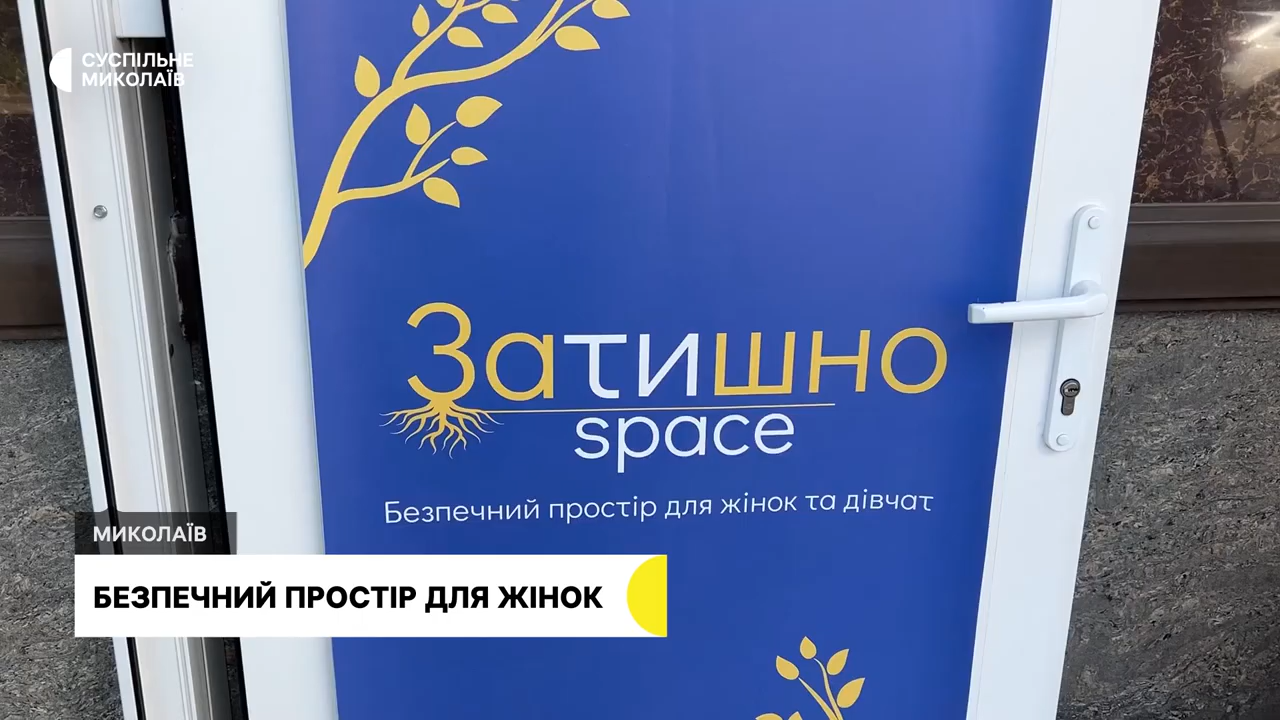 СУСПІЛЬНЕ
МИКОЛАЇВ
Затишно
space
Безпечний простір для жінок та дівчат
МИКОЛАЇВ
БЕЗПЕЧНИЙ ПРОСТІР ДЛЯ ЖІНОК